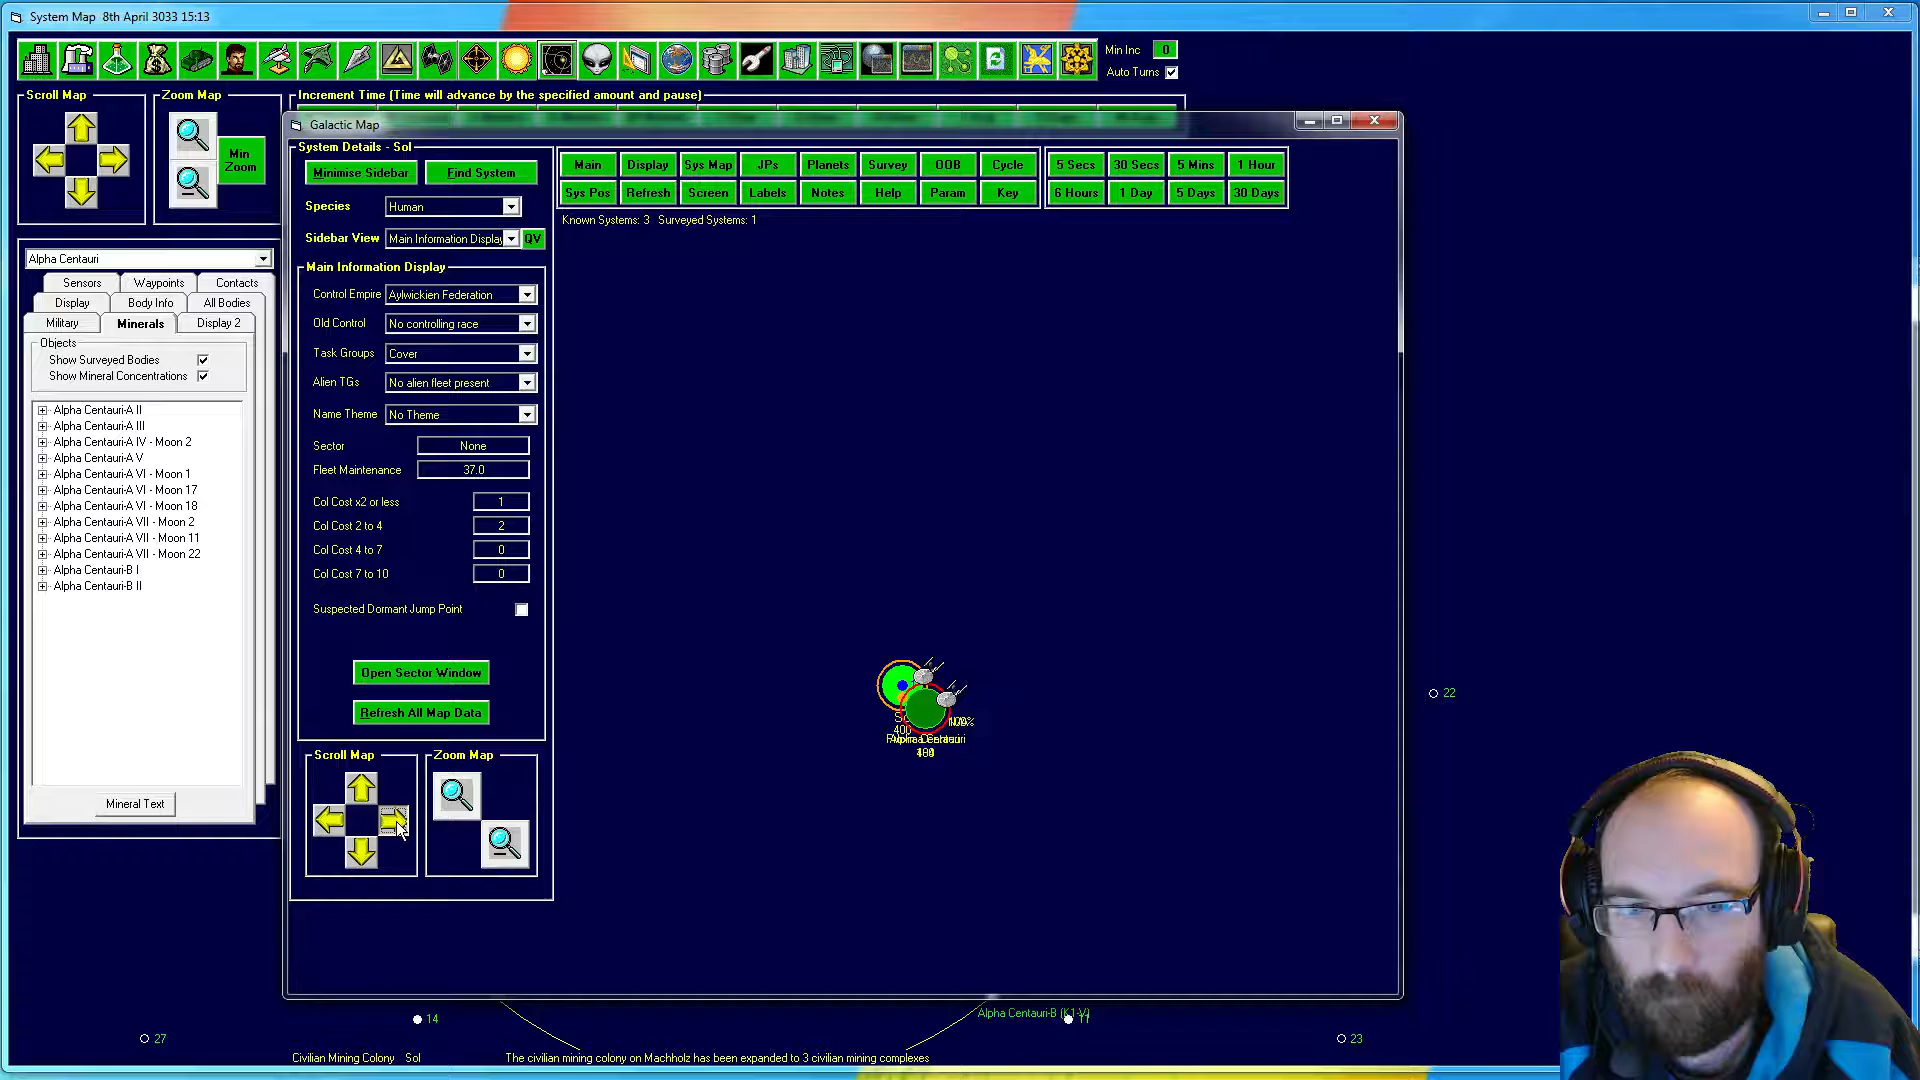 System Map 8th April 3033 15:13
Min Inc 0
Auto Turns
Scroll Map
Zoom Map
Min Zoom
Increment Time (Time will advance by the specified amount and pause)
Galactic Map
System Details - Sol
Minimise Sidebar
Find System
Species Human
Sidebar View Main Information Display QV
Main Information Display
Control Empire Aylwickien Federation
Old Control No controlling race
Task Groups Cover
Alien TGs No alien fleet present
Name Theme No Theme
Sector None
Fleet Maintenance 37.0
Col Cost x2 or less 1
Col Cost 2 to 4 2
Col Cost 4 to 7 0
Col Cost 7 to 10 0
Suspected Dormant Jump Point
Open Sector Window
Refresh All Map Data
Scroll Map
Zoom Map
Main Display Sys Map JPs Planets Survey OOB Cycle
Sys Pos Refresh Screen Labels Notes Help Param Key
5 Secs 30 Secs 5 Mins 1 Hour
6 Hours 1 Day 5 Days 30 Days
Known Systems: 3 Surveyed Systems: 1
400
Alpha Centauri
Sensors Waypoints Contacts
Display Body Info All Bodies
Military Minerals Display 2
Objects
Show Surveyed Bodies
Show Mineral Concentrations
Alpha Centauri-A II
Alpha Centauri-A III
Alpha Centauri-A IV - Moon 2
Alpha Centauri-A V
Alpha Centauri-A VI - Moon 1
Alpha Centauri-A VI - Moon 17
Alpha Centauri-A VI - Moon 18
Alpha Centauri-A VII - Moon 2
Alpha Centauri-A VII - Moon 11
Alpha Centauri-A VII - Moon 22
Alpha Centauri-B I
Alpha Centauri-B II
Mineral Text
22
14
27
Alpha Centauri-B (K1-V)
11
23
Civilian Mining Colony Sol The civilian mining colony on Machholz has been expanded to 3 civilian mining complexes